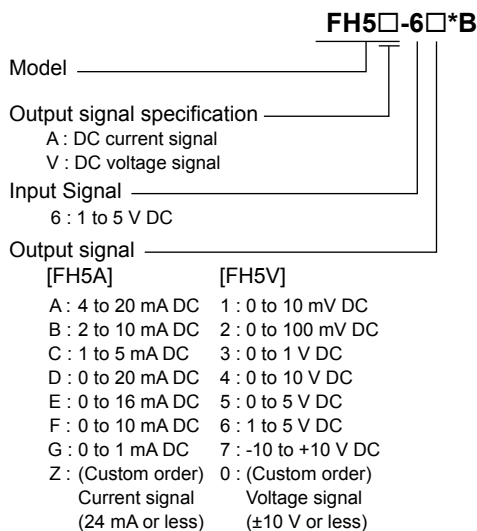 FH5□-6□*B
Model
Output signal specification
A : DC current signal
V : DC voltage signal
Input Signal
6 : 1 to 5 V DC
Output signal
[FH5A] [FH5V]
A : 4 to 20 mA DC 1 : 0 to 10 mV DC
B : 2 to 10 mA DC 2 : 0 to 100 mV DC
C : 1 to 5 mA DC 3 : 0 to 1 V DC
D : 0 to 20 mA DC 4 : 0 to 10 V DC
E : 0 to 16 mA DC 5 : 0 to 5 V DC
F : 0 to 10 mA DC 6 : 1 to 5 V DC
G : 0 to 1 mA DC 7 : -10 to +10 V DC
Z : (Custom order) 0 : (Custom order)
Current signal Voltage signal
(24 mA or less) (±10 V or less)